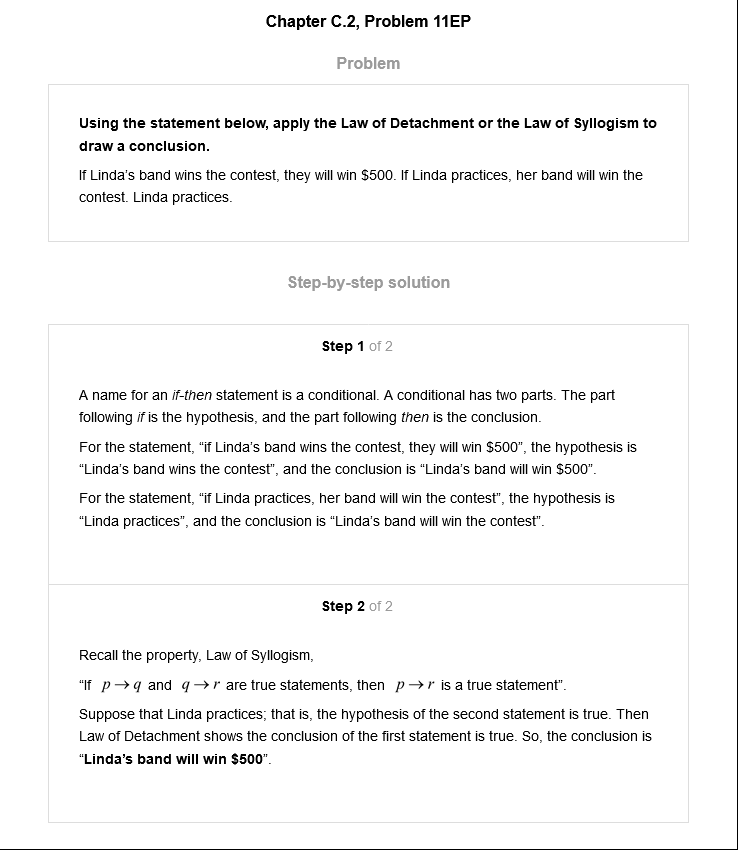 Chapter C.2, Problem 11EP
Problem
Using the statement below, apply the Law of Detachment or the Law of Syllogism to
draw a conclusion.
If Linda’s band wins the contest, they will win $500. If Linda practices, her band will win the
contest. Linda practices.
Step-by-step solution
Step 1 of 2
A name for an if-then statement is a conditional. A conditional has two parts. The part
following if is the hypothesis, and the part following then is the conclusion.
For the statement, “if Linda’s band wins the contest, they will win $500”, the hypothesis is
“Linda’s band wins the contest”, and the conclusion is “Linda’s band will win $500”.
For the statement, “if Linda practices, her band will win the contest”, the hypothesis is
“Linda practices”, and the conclusion is “Linda’s band will win the contest”.
Step 2 of 2
Recall the property, Law of Syllogism,
“If p→q and q→r are true statements, then p→r is a true statement”.
Suppose that Linda practices; that is, the hypothesis of the second statement is true. Then
Law of Detachment shows the conclusion of the first statement is true. So, the conclusion is
“Linda’s band will win $500”.